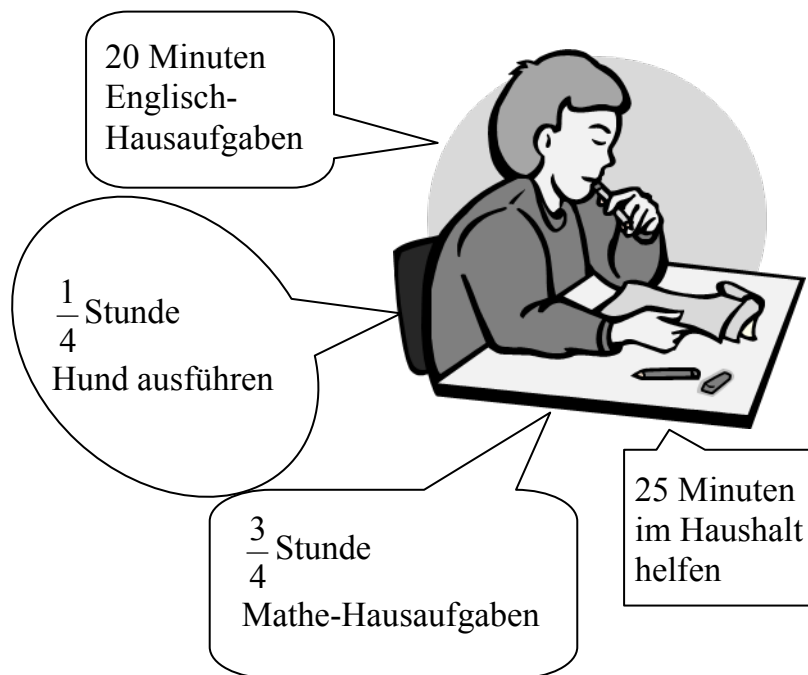 20 Minuten
Englisch-
Hausaufgaben
1/4 Stunde
Hund ausführen
3/4 Stunde
Mathe-Hausaufgaben
25 Minuten
im Haushalt
helfen